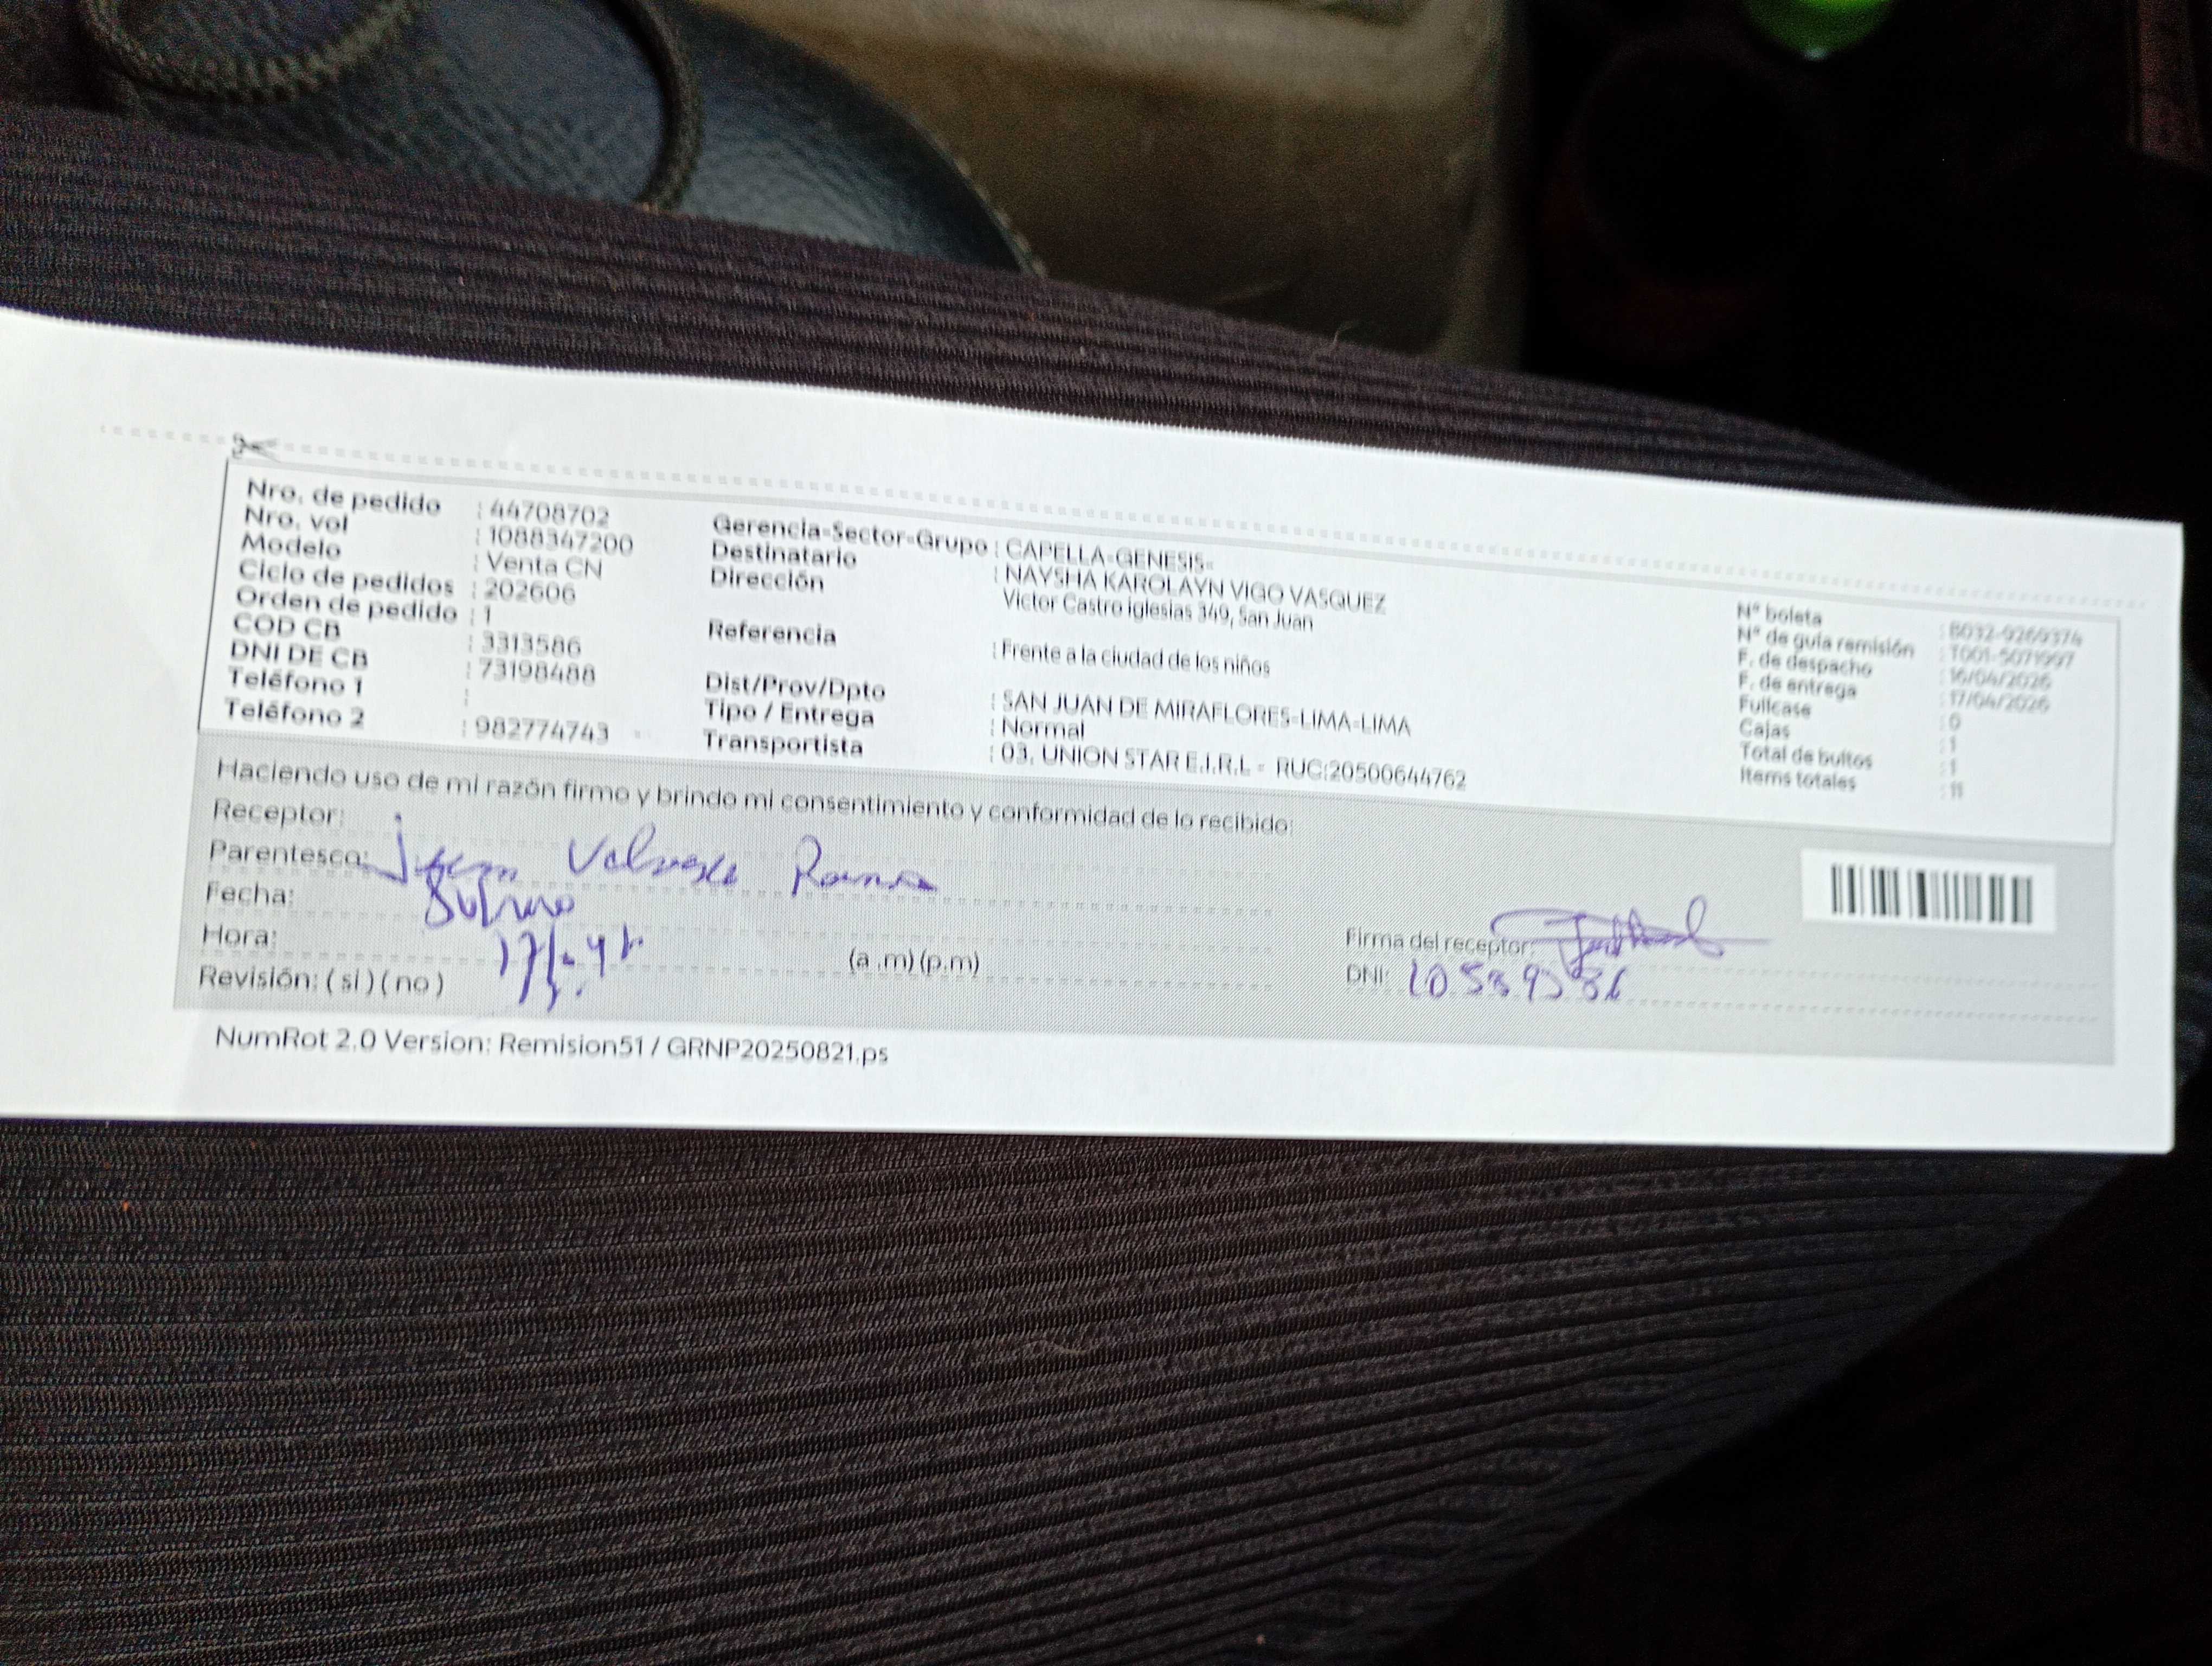 Nro. de pedido : 44708702
Nro. vol : 1088347200
Modelo : Venta CN
Ciclo de pedidos : 202606
Orden de pedido : 1
COD CB : 3313586
DNI DE CB : 73198488
Teléfono 1 :
Teléfono 2 : 982774743
Gerencia-Sector-Grupo : CAPELLA-GENESIS-
Destinatario : NAYSHA KAROLAYN VIGO VASQUEZ
Dirección Victor Castro iglesias 349, San Juan
Referencia : Frente a la ciudad de los niños
Dist/Prov/Dpto : SAN JUAN DE MIRAFLORES-LIMA-LIMA
Tipo / Entrega : Normal
Transportista : 03. UNION STAR E.I.R.L - RUC:20500644762
N° boleta : B032-9269374
N° de guía remisión : T001-5071997
F. de despacho : 16/04/2026
F. de entrega : 17/04/2026
Fullcase : 0
Cajas : 1
Total de bultos : 1
Items totales : 11
Haciendo uso de mi razón firmo y brindo mi consentimiento y conformidad de lo recibido:
Receptor:
Parentesco:
Fecha:
Hora: (a .m) (p.m)
Revisión: ( si ) ( no )
Firma del receptor:
DNI:
NumRot 2.0 Version: Remision51 / GRNP20250821.ps